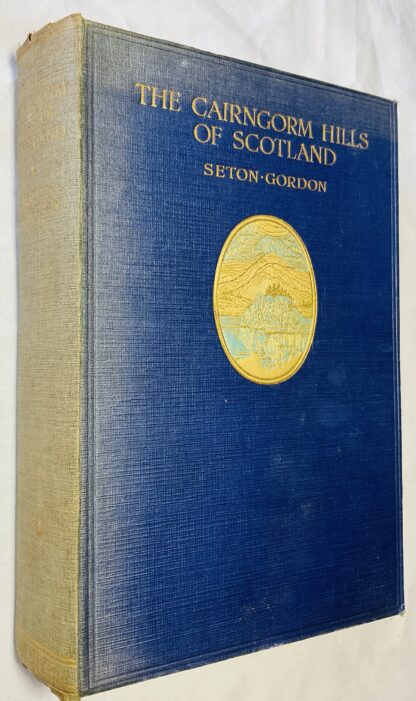 THE CAIRNGORM HILLS
OF SCOTLAND
SETON·GORDON